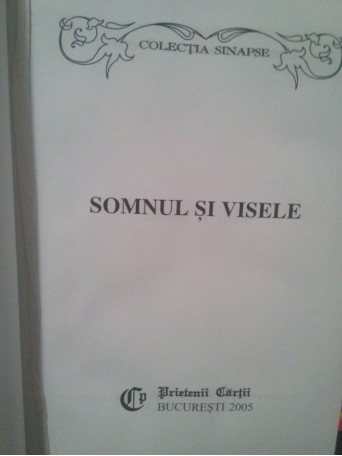 COLECȚIA SINAPSE
SOMNUL ȘI VISELE
Cp Prietenii Cărții
BUCUREȘTI 2005